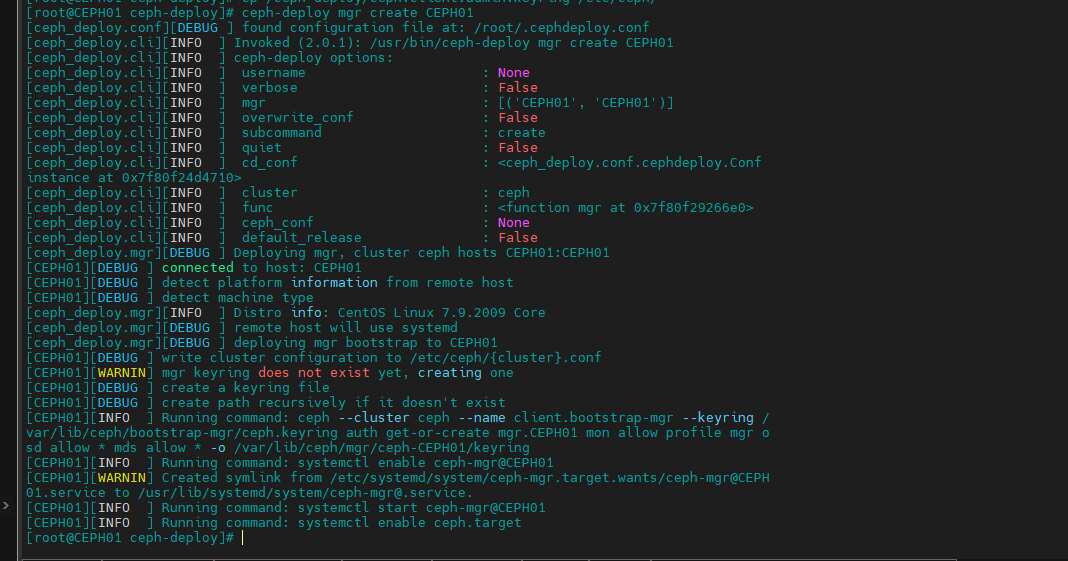 [root@CEPH01 ceph-deploy]# ceph-deploy mgr create CEPH01
[ceph_deploy.conf][DEBUG ] found configuration file at: /root/.cephdeploy.conf
[ceph_deploy.cli][INFO  ] Invoked (2.0.1): /usr/bin/ceph-deploy mgr create CEPH01
[ceph_deploy.cli][INFO  ] ceph-deploy options:
[ceph_deploy.cli][INFO  ]  username                      : None
[ceph_deploy.cli][INFO  ]  verbose                       : False
[ceph_deploy.cli][INFO  ]  mgr                           : [('CEPH01', 'CEPH01')]
[ceph_deploy.cli][INFO  ]  overwrite_conf                : False
[ceph_deploy.cli][INFO  ]  subcommand                    : create
[ceph_deploy.cli][INFO  ]  quiet                         : False
[ceph_deploy.cli][INFO  ]  cd_conf                       : <ceph_deploy.conf.cephdeploy.Conf
instance at 0x7f80f24d4710>
[ceph_deploy.cli][INFO  ]  cluster                       : ceph
[ceph_deploy.cli][INFO  ]  func                          : <function mgr at 0x7f80f29266e0>
[ceph_deploy.cli][INFO  ]  ceph_conf                     : None
[ceph_deploy.cli][INFO  ]  default_release               : False
[ceph_deploy.mgr][DEBUG ] Deploying mgr, cluster ceph hosts CEPH01:CEPH01
[CEPH01][DEBUG ] connected to host: CEPH01
[CEPH01][DEBUG ] detect platform information from remote host
[CEPH01][DEBUG ] detect machine type
[ceph_deploy.mgr][INFO  ] Distro info: CentOS Linux 7.9.2009 Core
[ceph_deploy.mgr][DEBUG ] remote host will use systemd
[ceph_deploy.mgr][DEBUG ] deploying mgr bootstrap to CEPH01
[CEPH01][DEBUG ] write cluster configuration to /etc/ceph/{cluster}.conf
[CEPH01][WARNIN] mgr keyring does not exist yet, creating one
[CEPH01][DEBUG ] create a keyring file
[CEPH01][DEBUG ] create path recursively if it doesn't exist
[CEPH01][INFO  ] Running command: ceph --cluster ceph --name client.bootstrap-mgr --keyring /
var/lib/ceph/bootstrap-mgr/ceph.keyring auth get-or-create mgr.CEPH01 mon allow profile mgr o
sd allow * mds allow * -o /var/lib/ceph/mgr/ceph-CEPH01/keyring
[CEPH01][INFO  ] Running command: systemctl enable ceph-mgr@CEPH01
[CEPH01][WARNIN] Created symlink from /etc/systemd/system/ceph-mgr.target.wants/ceph-mgr@CEPH
01.service to /usr/lib/systemd/system/ceph-mgr@.service.
[CEPH01][INFO  ] Running command: systemctl start ceph-mgr@CEPH01
[CEPH01][INFO  ] Running command: systemctl enable ceph.target
[root@CEPH01 ceph-deploy]#